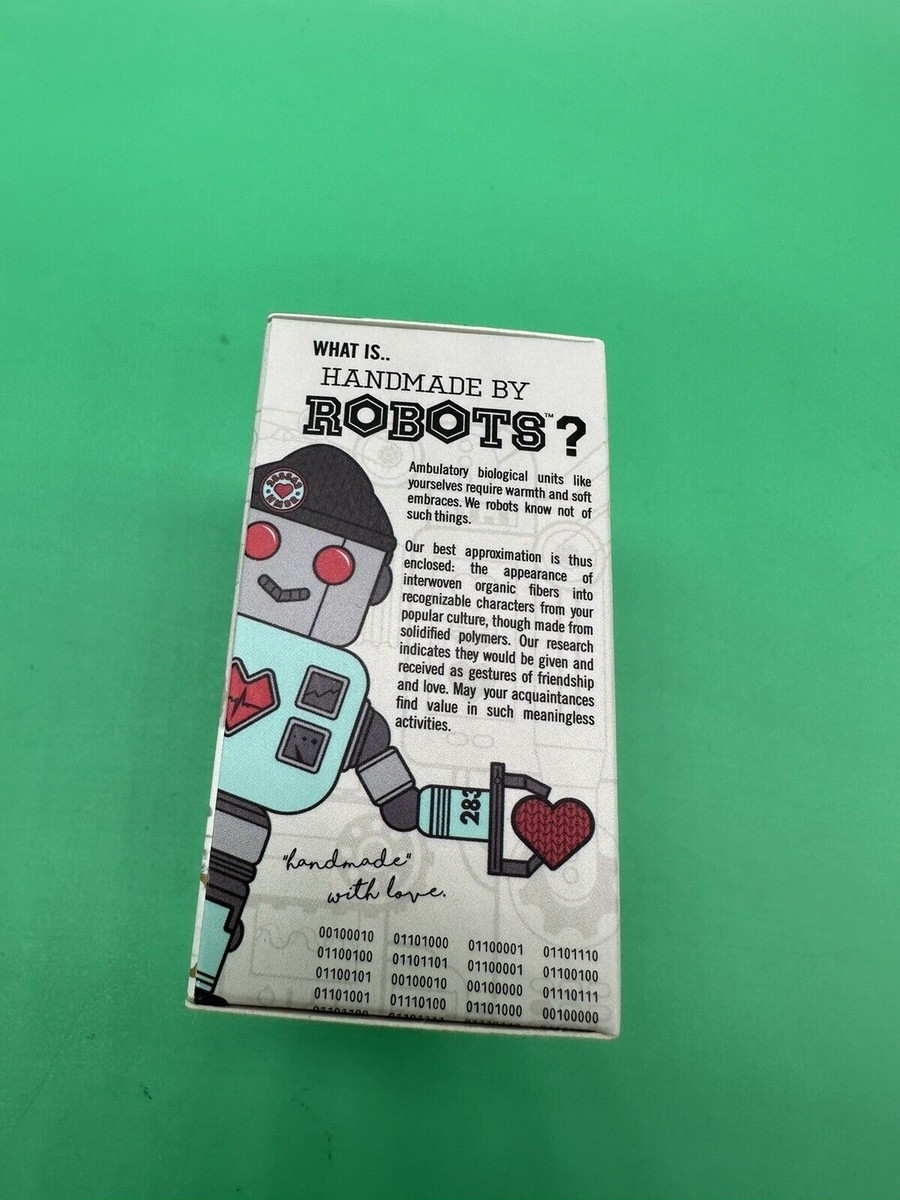 WHAT IS..
HANDMADE BY
ROBOTS™?
Ambulatory biological units like
yourselves require warmth and soft
embraces. We robots know not of
such things.
Our best approximation is thus
enclosed: the appearance of
interwoven organic fibers into
recognizable characters from your
popular culture, though made from
solidified polymers. Our research
indicates they would be given and
received as gestures of friendship
and love. May your acquaintances
find value in such meaningless
activities.
283
"handmade"
with love.
00100010 01101000 01100001 01101110
01100100 01101101 01100001 01100100
01100101 00100010 00100000 01110111
01101001 01110100 01101000 00100000